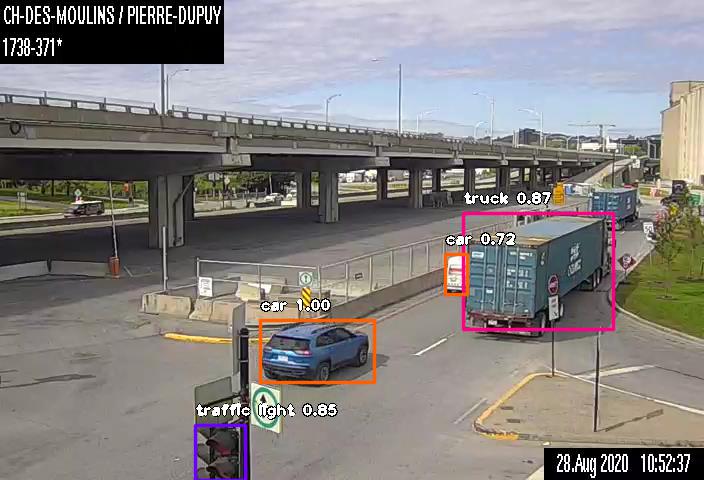 CH-DES-MOULINS / PIERRE-DUPUY
1738-371*
truck 0.87
car 0.72
car 1.00
traffic light 0.85
28.Aug 2020 10:52:37